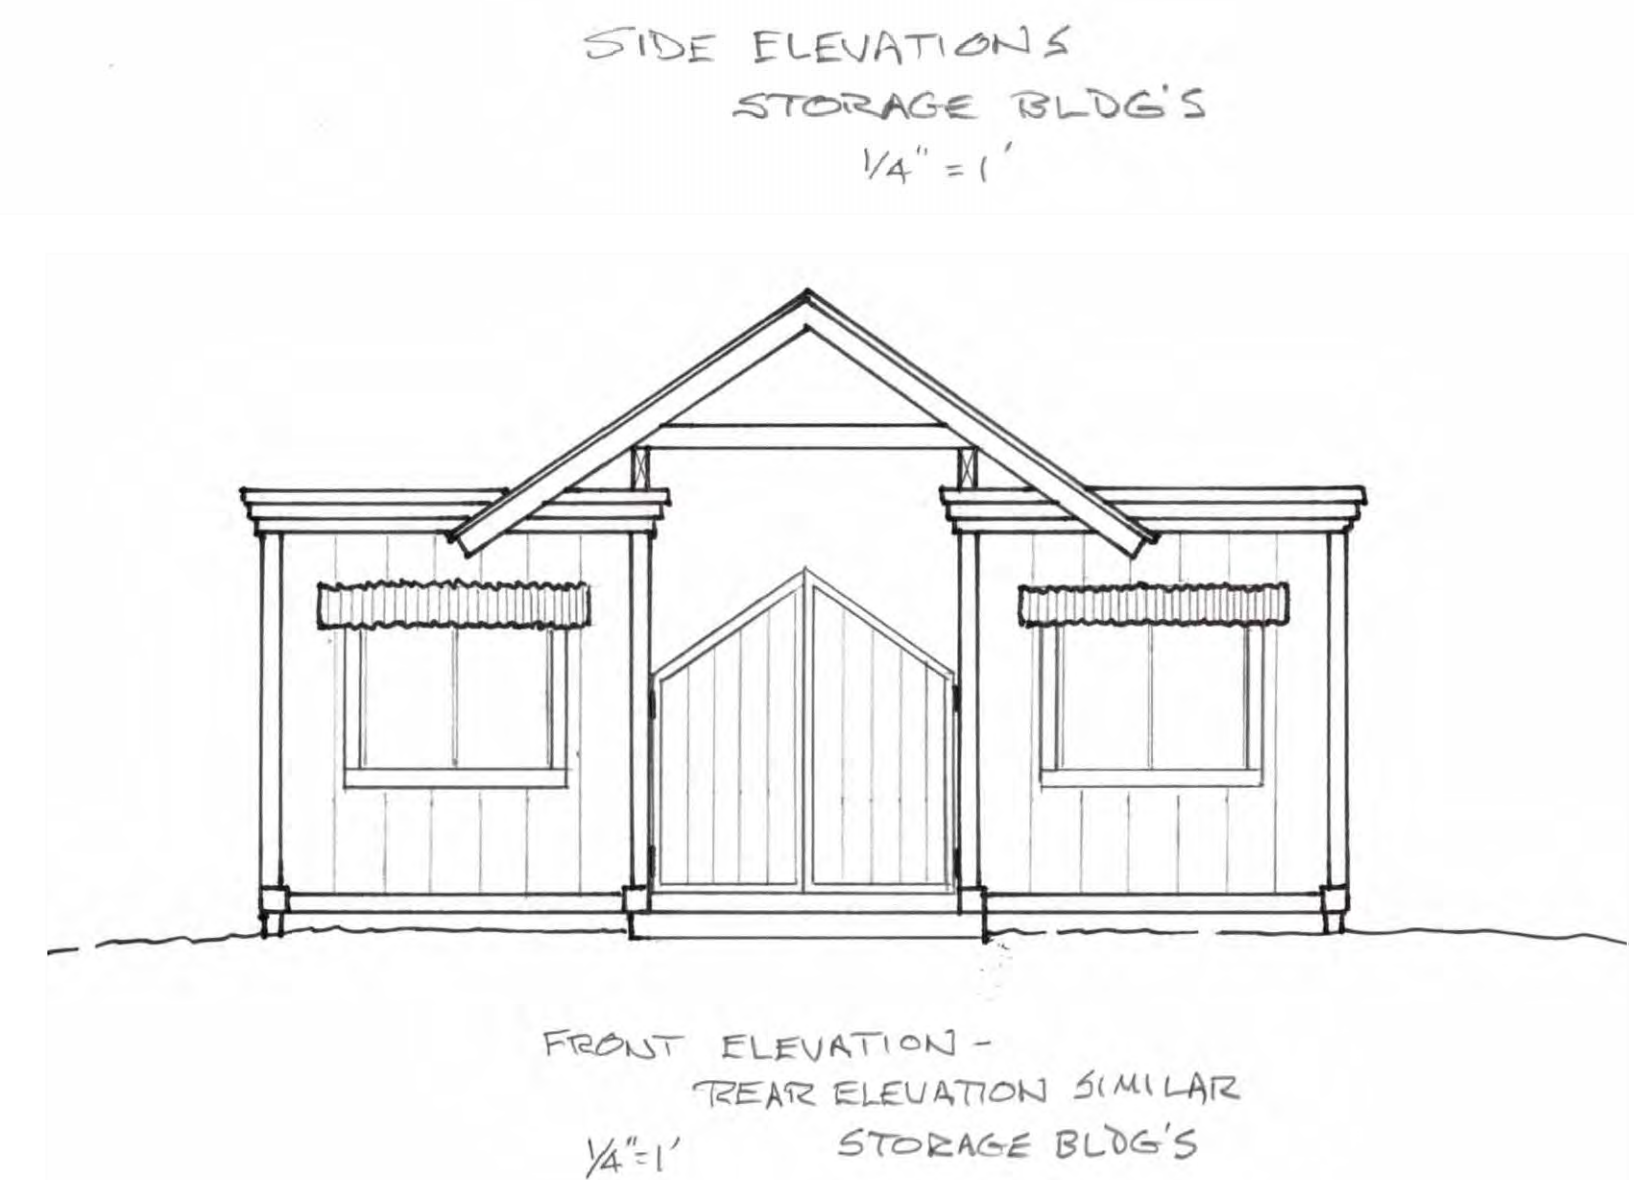 SIDE ELEVATIONS
STORAGE BLDG'S
1/4" = 1'
FRONT ELEVATION -
REAR ELEVATION SIMILAR
STORAGE BLDG'S
1/4"=1'